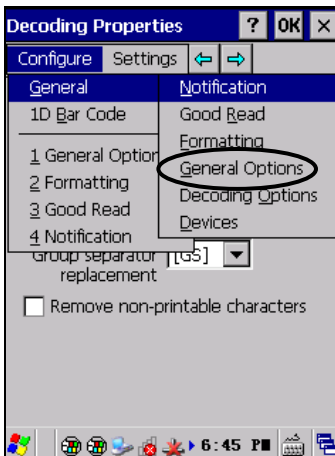 Decoding Properties ? OK ×
Configure Settings
General
1D Bar Code
1 General Option
2 Formatting
3 Good Read
4 Notification
Notification
Good Read
Formatting
General Options
Decoding Options
Devices
Group separator [GS]
replacement
Remove non-printable characters
6:45 PM